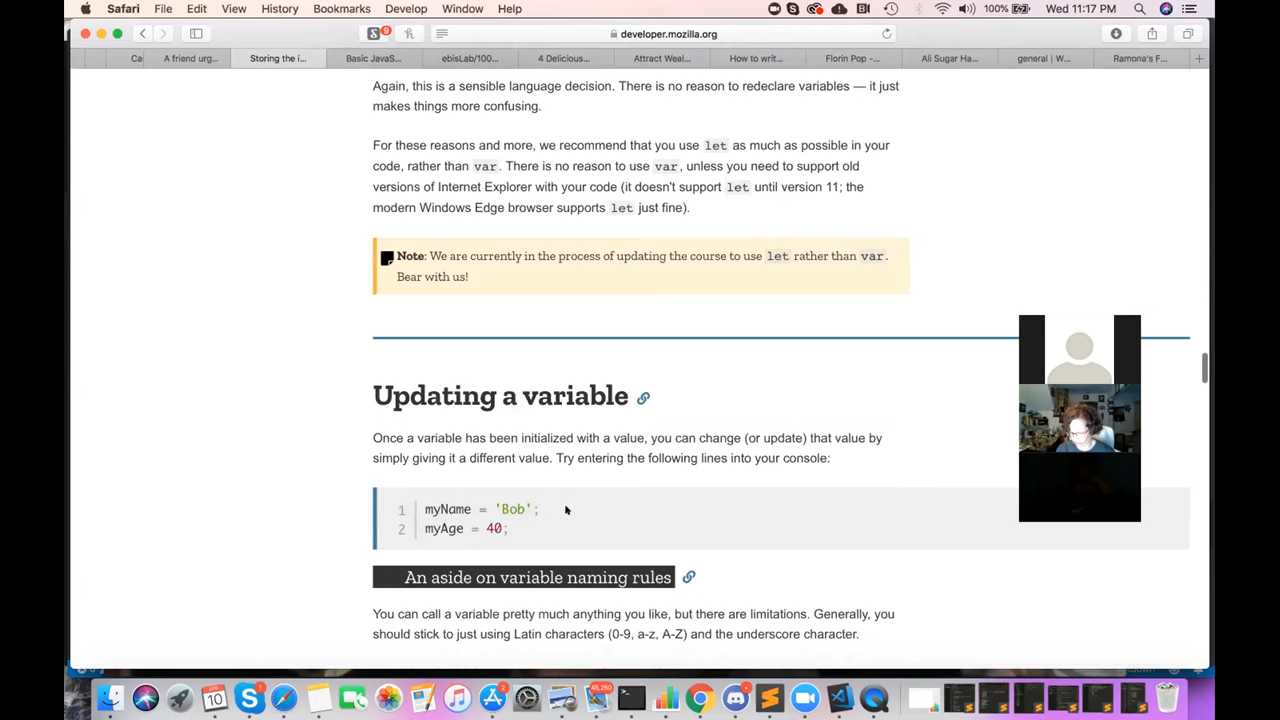 Safari File Edit View History Bookmarks Develop Window Help 100% Wed 11:17 PM
developer.mozilla.org
Ca A friend urg... Storing the i... Basic JavaS... ebisLab/100... 4 Delicious... Attract Weal... How to writ... Florin Pop -... Ali Sugar Ha... general | W... Ramona's F...
Again, this is a sensible language decision. There is no reason to redeclare variables — it just
makes things more confusing.
For these reasons and more, we recommend that you use let as much as possible in your
code, rather than var. There is no reason to use var, unless you need to support old
versions of Internet Explorer with your code (it doesn't support let until version 11; the
modern Windows Edge browser supports let just fine).
Note: We are currently in the process of updating the course to use let rather than var.
Bear with us!
Updating a variable
Once a variable has been initialized with a value, you can change (or update) that value by
simply giving it a different value. Try entering the following lines into your console:
1 myName = 'Bob';
2 myAge = 40;
An aside on variable naming rules
You can call a variable pretty much anything you like, but there are limitations. Generally, you
should stick to just using Latin characters (0-9, a-z, A-Z) and the underscore character.